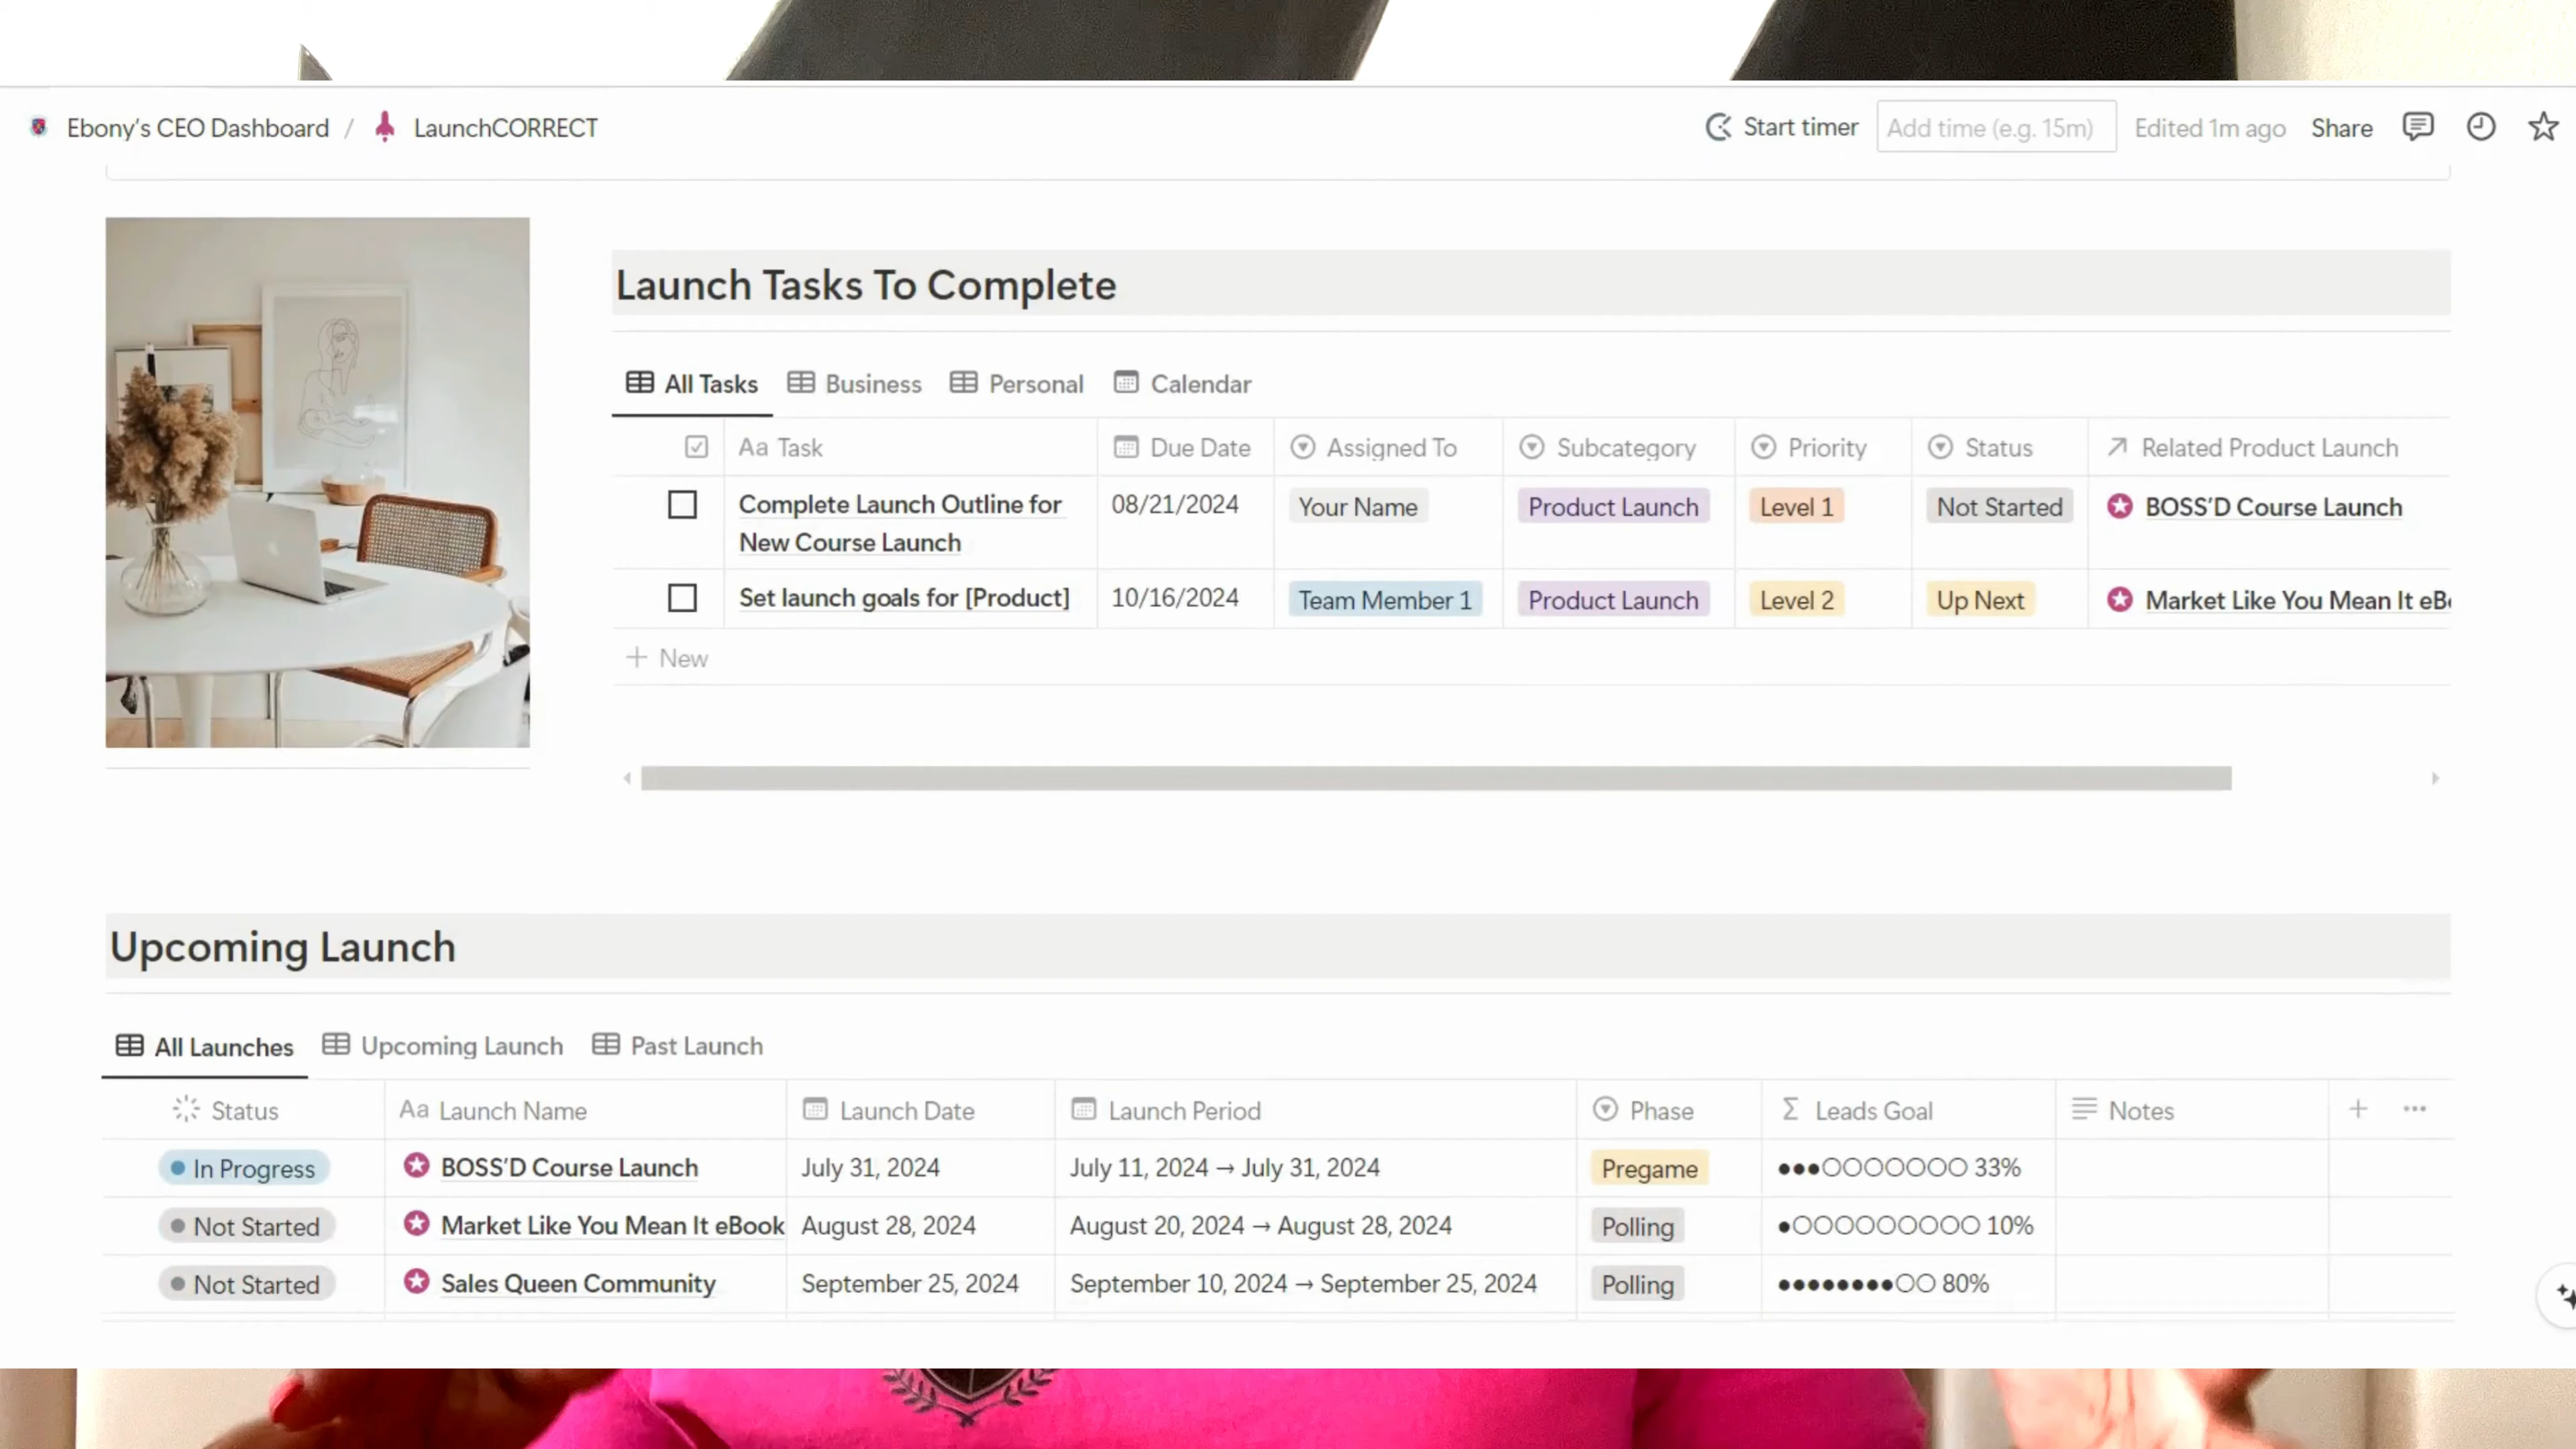 Ebony's CEO Dashboard / LaunchCORRECT Start timer Add time (e.g. 15m) Edited 1m ago Share
Launch Tasks To Complete
All Tasks Business Personal Calendar
Aa Task Due Date Assigned To Subcategory Priority Status Related Product Launch
Complete Launch Outline for 08/21/2024 Your Name Product Launch Level 1 Not Started BOSS'D Course Launch
New Course Launch
Set launch goals for [Product] 10/16/2024 Team Member 1 Product Launch Level 2 Up Next Market Like You Mean It eB
+ New
Upcoming Launch
All Launches Upcoming Launch Past Launch
Status Aa Launch Name Launch Date Launch Period Phase Σ Leads Goal Notes + ...
In Progress BOSS'D Course Launch July 31, 2024 July 11, 2024 → July 31, 2024 Pregame ●●●○○○○○○○ 33%
Not Started Market Like You Mean It eBook August 28, 2024 August 20, 2024 → August 28, 2024 Polling ●○○○○○○○○○ 10%
Not Started Sales Queen Community September 25, 2024 September 10, 2024 → September 25, 2024 Polling ●●●●●●●●○○ 80%